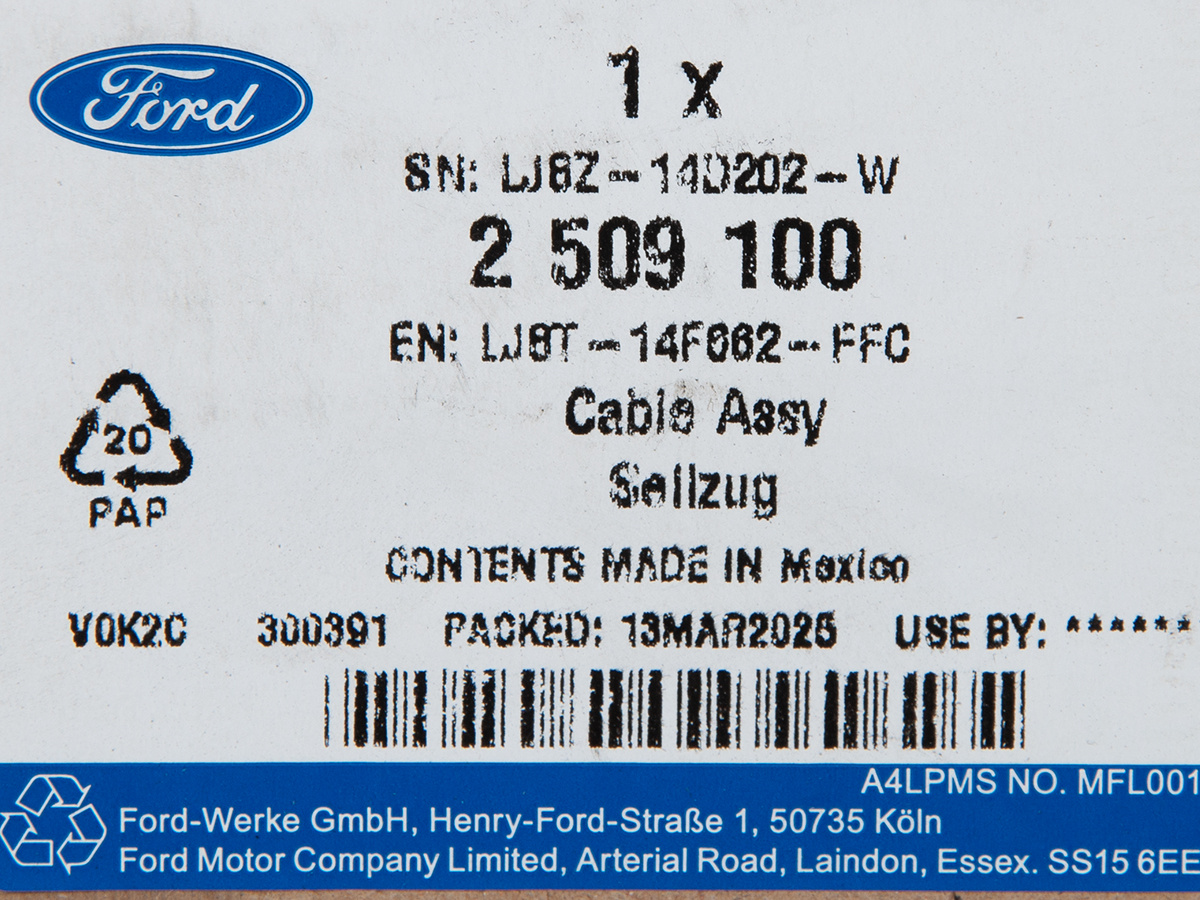 Ford
1 x
SN: LJ6Z-14D202-W
2 509 100
EN: LJ8T-14F662-FFC
Cable Assy
Seilzug
CONTENTS MADE IN Mexico
20
PAP
V0K2C 300391 PACKED: 13MAR2025 USE BY: *******
A4LPMS NO. MFL001
Ford-Werke GmbH, Henry-Ford-Straße 1, 50735 Köln
Ford Motor Company Limited, Arterial Road, Laindon, Essex. SS15 6EE